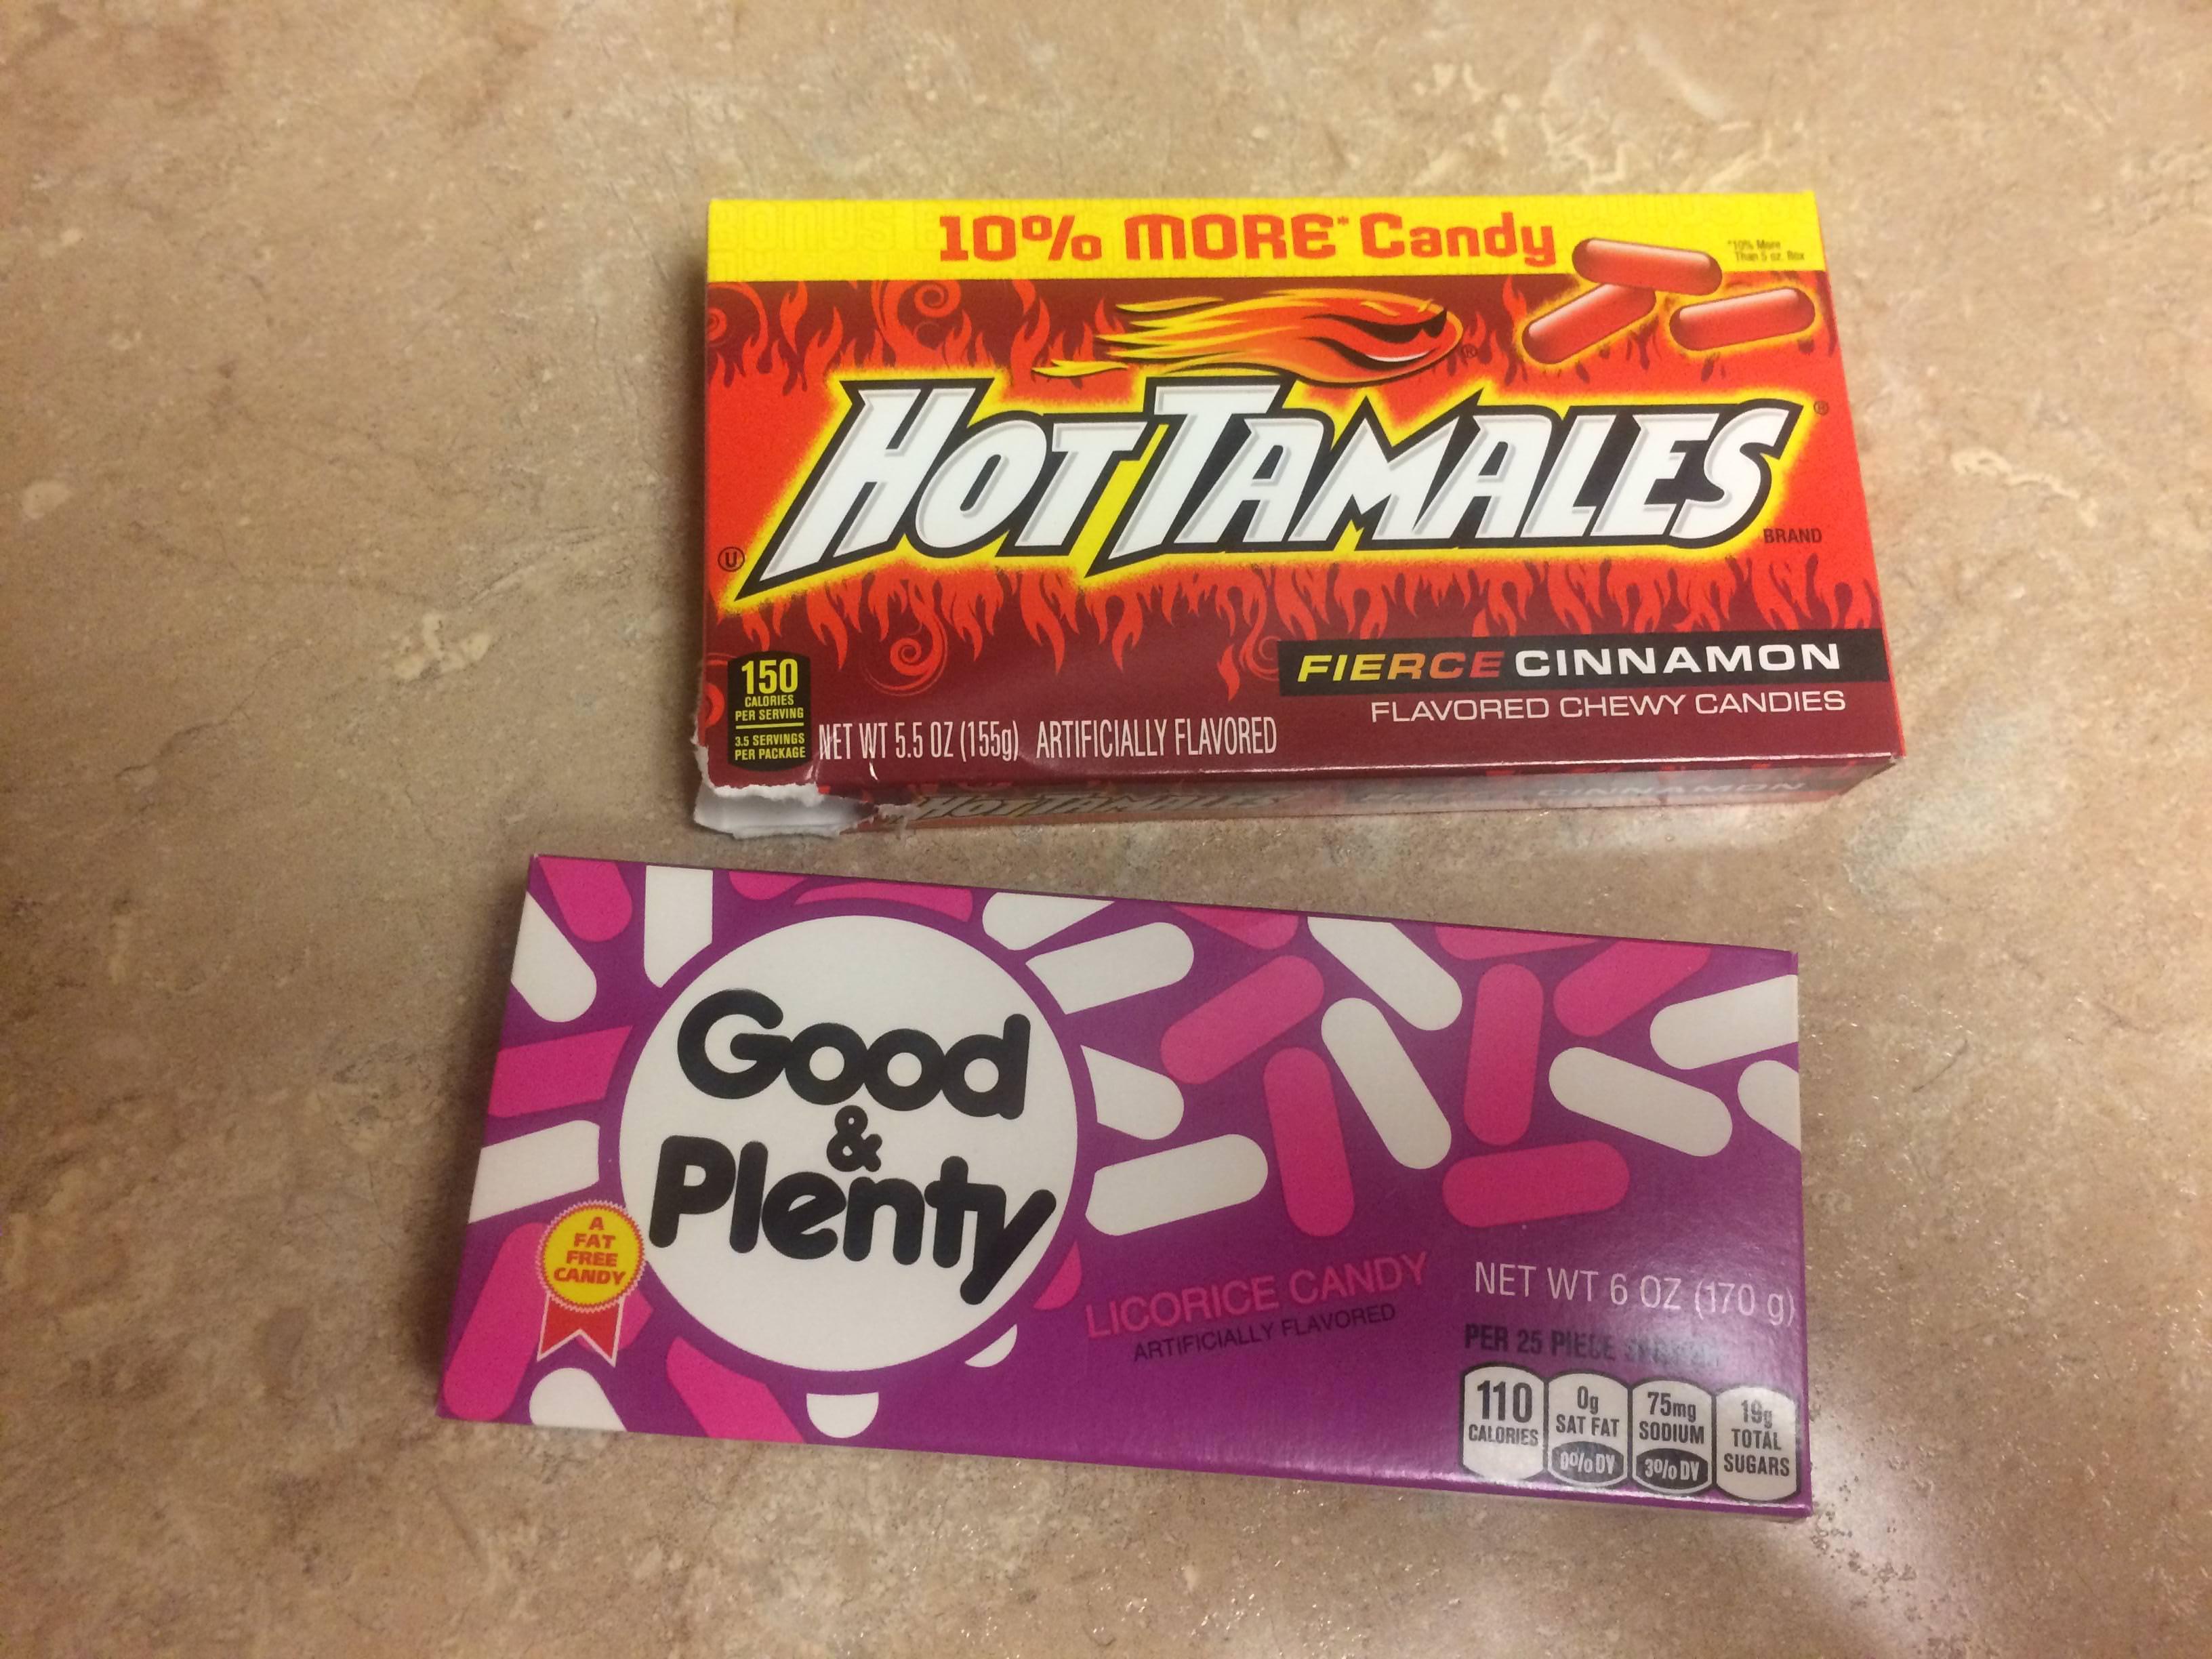 10% MORE* Candy
*10% More
Than 5 oz. Box
HOT TAMALES
®
BRAND
U
FIERCE CINNAMON
FLAVORED CHEWY CANDIES
150
CALORIES
PER SERVING
3.5 SERVINGS
PER PACKAGE
NET WT 5.5 OZ (155g) ARTIFICIALLY FLAVORED
HOT TAMALES CINNAMON
Good
&
Plenty
A
FAT
FREE
CANDY
LICORICE CANDY
ARTIFICIALLY FLAVORED
NET WT 6 OZ (170 g)
PER 25 PIECE
110
CALORIES
0g
SAT FAT
0% DV
75mg
SODIUM
3% DV
19g
TOTAL
SUGARS